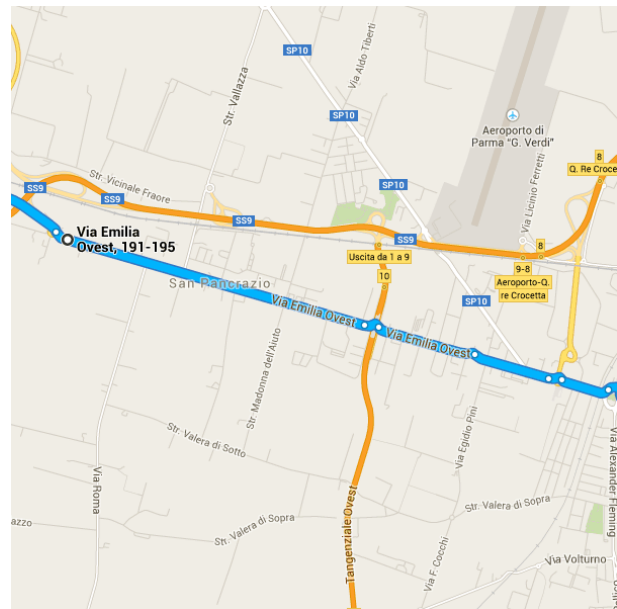 SP10
Via Aldo Tiberti
Str. Vallazza
SP10
Aeroporto di
Parma "G. Verdi"
8
Q. Re Croce
Str. Vicinale Fraore
SP10
Via Licinio Ferretti
SS9
SS9
SS9
SS9
Via Emilia
Ovest, 191-195
Uscita da 1 a 9
8
9-8
Aeroporto-Q.
re Crocetta
10
San Pancrazio
SP10
Via Emilia Ovest
Via Emilia Ovest
Str. Madonna dell'Aiuto
Via Egidio Pini
Str. Valera di Sotto
Via Alexander Fleming
Via Roma
Str. Valera di Sopra
Str. Valera di Sopra
azzo
Tangenziale Ovest
Via F. Cocchi
Via Volturno